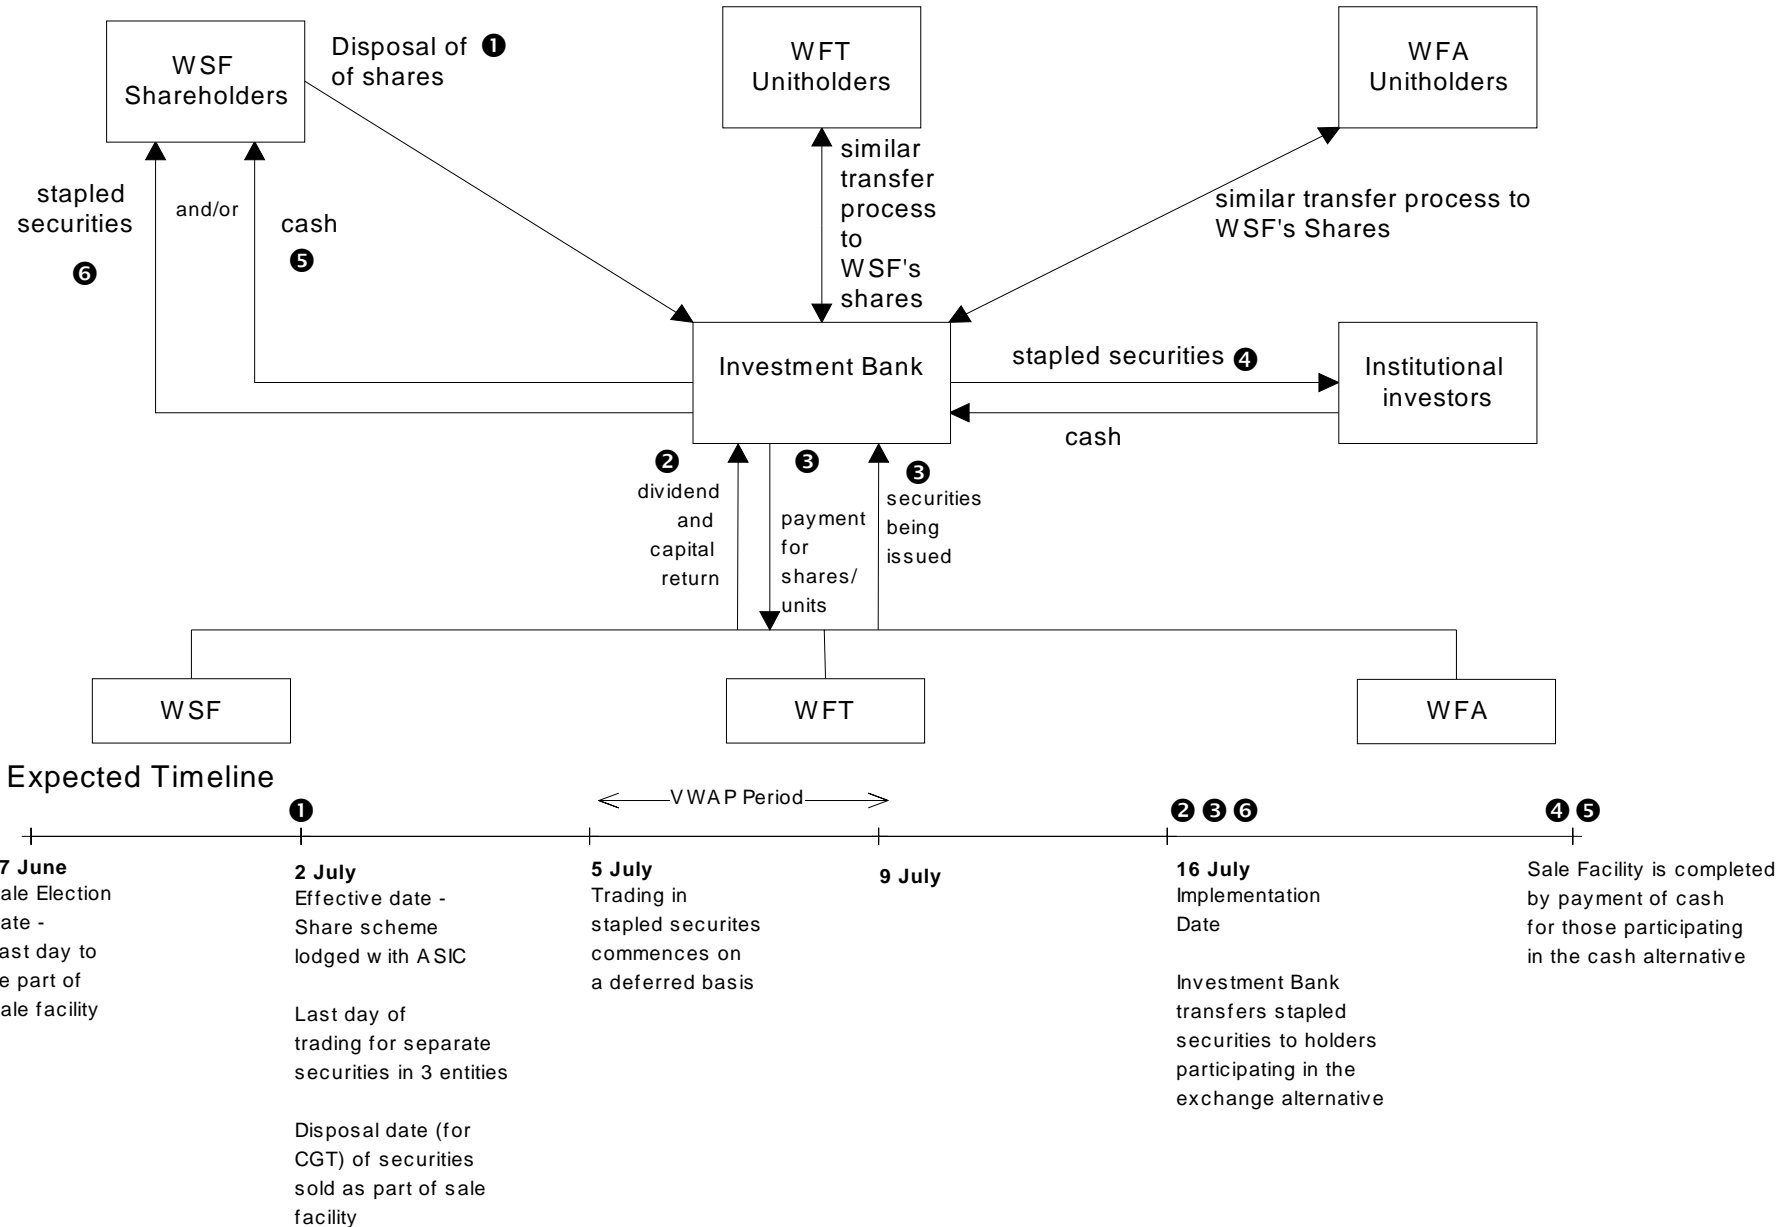 WSF
Shareholders
Disposal of ❶
of shares
WFT
Unitholders
WFA
Unitholders
stapled
securities
❻
and/or
cash
❺
similar
transfer
process
to
WSF's
shares
similar transfer process to
WSF's Shares
Investment Bank
stapled securities ❹
Institutional
investors
cash
❷
dividend
and
capital
return
❸
payment
for
shares/
units
❸
securities
being
issued
WSF
WFT
WFA
Expected Timeline
❶
VWAP Period
❷ ❸ ❻
❹ ❺
7 June
ale Election
ate -
ast day to
e part of
ale facility
2 July
Effective date -
Share scheme
lodged with ASIC
Last day of
trading for separate
securities in 3 entities
Disposal date (for
CGT) of securities
sold as part of sale
facility
5 July
Trading in
stapled securites
commences on
a deferred basis
9 July
16 July
Implementation
Date
Investment Bank
transfers stapled
securities to holders
participating in the
exchange alternative
Sale Facility is completed
by payment of cash
for those participating
in the cash alternative